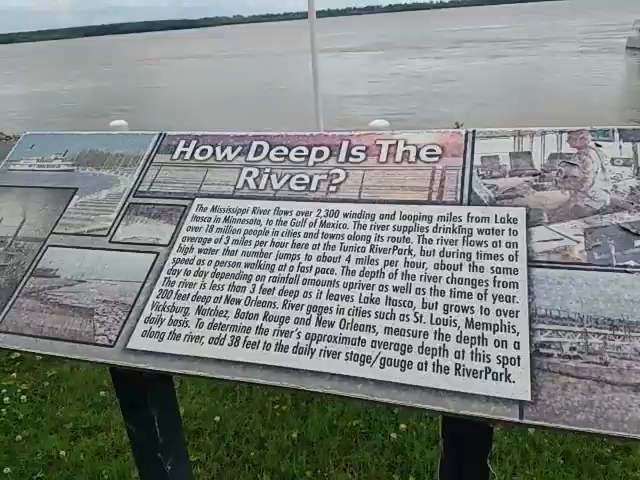 How Deep Is The
River?
The Mississippi River flows over 2,300 winding and looping miles from Lake
Itasca in Minnesota, to the Gulf of Mexico. The river supplies drinking water to
over 18 million people in cities and towns along its route. The river flows at an
average of 3 miles per hour here at the Tunica RiverPark, but during times of
high water that number jumps to about 4 miles per hour, about the same
speed as a person walking at a fast pace. The depth of the river changes from
day to day depending on rainfall amounts upriver as well as the time of year.
The river is less than 3 feet deep as it leaves Lake Itasca, but grows to over
200 feet deep at New Orleans. River gages in cities such as St. Louis, Memphis,
Vicksburg, Natchez, Baton Rouge and New Orleans, measure the depth on a
daily basis. To determine the river's approximate average depth at this spot
along the river, add 38 feet to the daily river stage/gauge at the RiverPark.